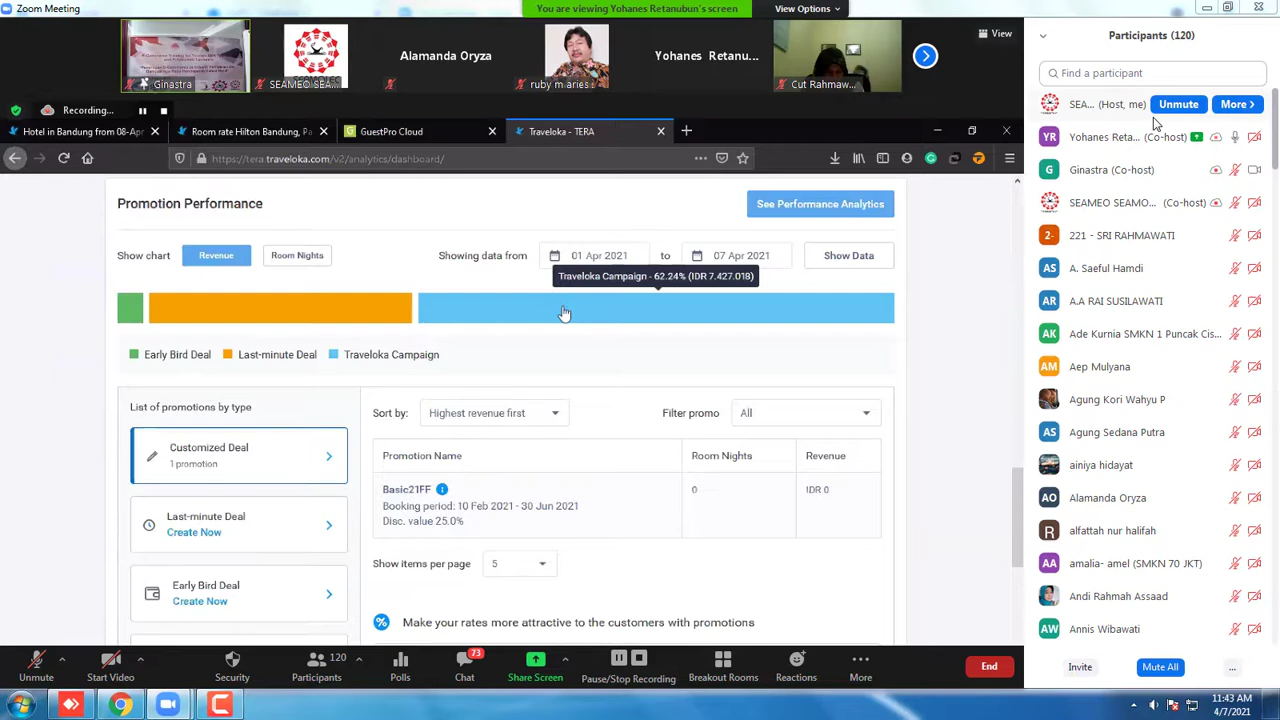 Zoom Meeting
You are viewing Yohanes Retanubun's screen
View Options
Ginastra
SEAMEO SEA...
Alamanda Oryza
ruby m aries
Yohanes Retanu...
Cut Rahmaw...
View
Recording...
Hotel in Bandung from 08-Apr
Room rate Hilton Bandung, Pa
GuestPro Cloud
Traveloka - TERA
https://tera.traveloka.com/v2/analytics/dashboard/
Promotion Performance
See Performance Analytics
Show chart
Revenue
Room Nights
Showing data from
01 Apr 2021
to
07 Apr 2021
Show Data
Traveloka Campaign - 62.24% (IDR 7.427.018)
Early Bird Deal
Last-minute Deal
Traveloka Campaign
List of promotions by type
Customized Deal
1 promotion
Last-minute Deal
Create Now
Early Bird Deal
Create Now
Sort by:
Highest revenue first
Filter promo
All
Promotion Name
Room Nights
Revenue
Basic21FF
Booking period: 10 Feb 2021 - 30 Jun 2021
Disc. value 25.0%
0
IDR 0
Show items per page
5
Make your rates more attractive to the customers with promotions
Participants (120)
Find a participant
SEA... (Host, me)
Unmute
More
YR
Yohanes Reta... (Co-host)
G
Ginastra (Co-host)
SEAMEO SEAMO... (Co-host)
2-
221 - SRI RAHMAWATI
AS
A. Saeful Hamdi
AR
A.A RAI SUSILAWATI
AK
Ade Kurnia SMKN 1 Puncak Cis...
AM
Aep Mulyana
Agung Kori Wahyu P
AS
Agung Sedana Putra
ainiya hidayat
AO
Alamanda Oryza
alfattah nur halifah
AA
amalia- amel (SMKN 70 JKT)
Andi Rahmah Assaad
AW
Annis Wibawati
Invite
Mute All
...
Unmute
Start Video
Security
120
Participants
Polls
73
Chat
Share Screen
Pause/Stop Recording
Breakout Rooms
Reactions
More
End
11:43 AM
4/7/2021